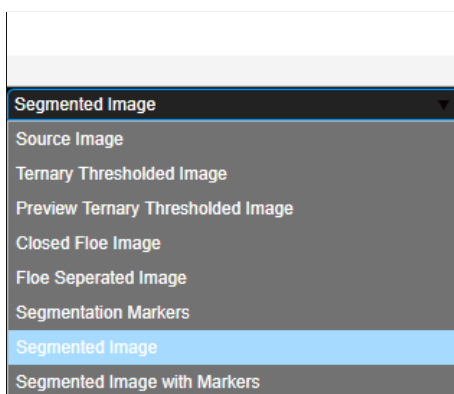 Segmented Image
Source Image
Ternary Thresholded Image
Preview Ternary Thresholded Image
Closed Floe Image
Floe Seperated Image
Segmentation Markers
Segmented Image
Segmented Image with Markers